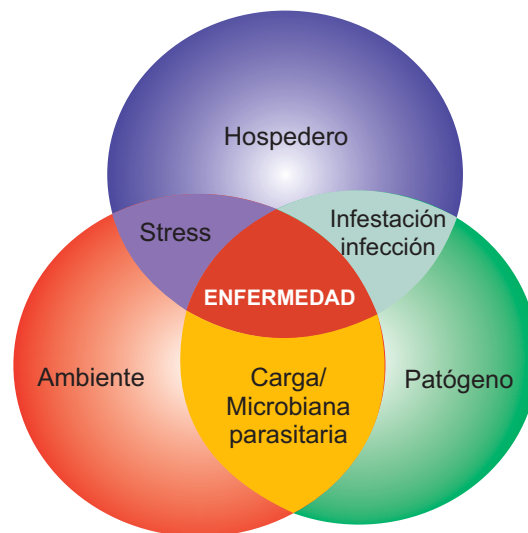 Hospedero
Stress
Infestación
infección
ENFERMEDAD
Ambiente
Carga/
Microbiana
parasitaria
Patógeno